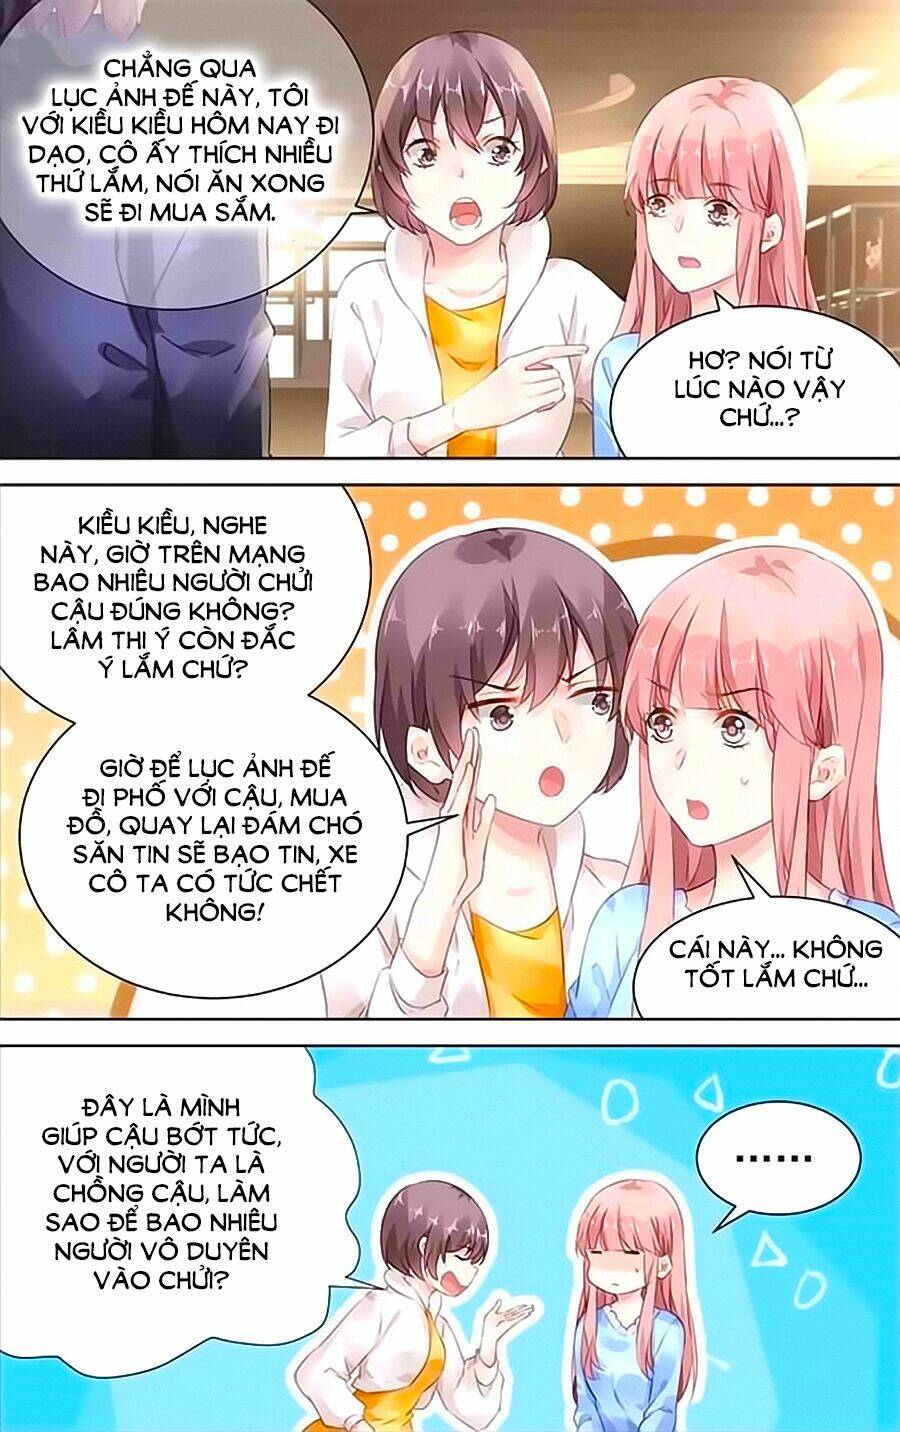 CHẲNG QUA
LỤC ẢNH ĐẾ NÀY, TÔI
VỚI KIỀU KIỀU HÔM NAY ĐI
DẠO, CÔ ẤY THÍCH NHIỀU
THỨ LẮM, NÓI ĂN XONG
SẼ ĐI MUA SẮM.
HƠ? NÓI TỪ
LÚC NÀO VẬY
CHỨ...?
KIỀU KIỀU, NGHE
NÀY, GIỜ TRÊN MẠNG
BAO NHIÊU NGƯỜI CHỬI
CẬU ĐÚNG KHÔNG?
LÂM THI Ý CÒN ĐẮC
Ý LẮM CHỨ?
GIỜ ĐỂ LỤC ẢNH ĐẾ
ĐI PHỐ VỚI CẬU, MUA
ĐỒ, QUAY LẠI ĐÁM CHÓ
SĂN TIN SẼ BẠO TIN, XE
CÔ TA CÓ TỨC CHẾT
KHÔNG!
CÁI NÀY... KHÔNG
TỐT LẮM CHỨ...
ĐÂY LÀ MÌNH
GIÚP CẬU BỚT TỨC,
VỚI NGƯỜI TA LÀ
CHỒNG CẬU, LÀM
SAO ĐỂ BAO NHIÊU
NGƯỜI VÔ DUYÊN
VÀO CHỬI?
......